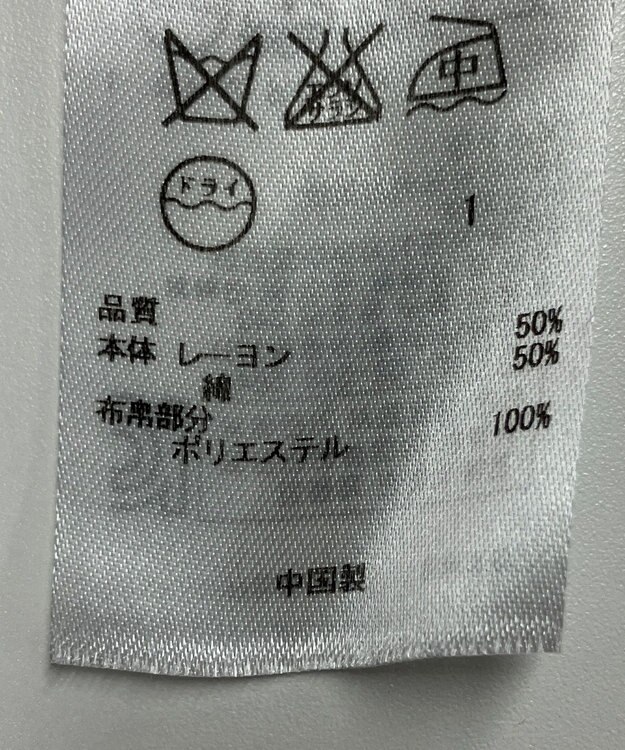 中
ドライ
1
品質
本体 レーヨン 50%
綿 50%
布帛部分
ポリエステル 100%
中国製